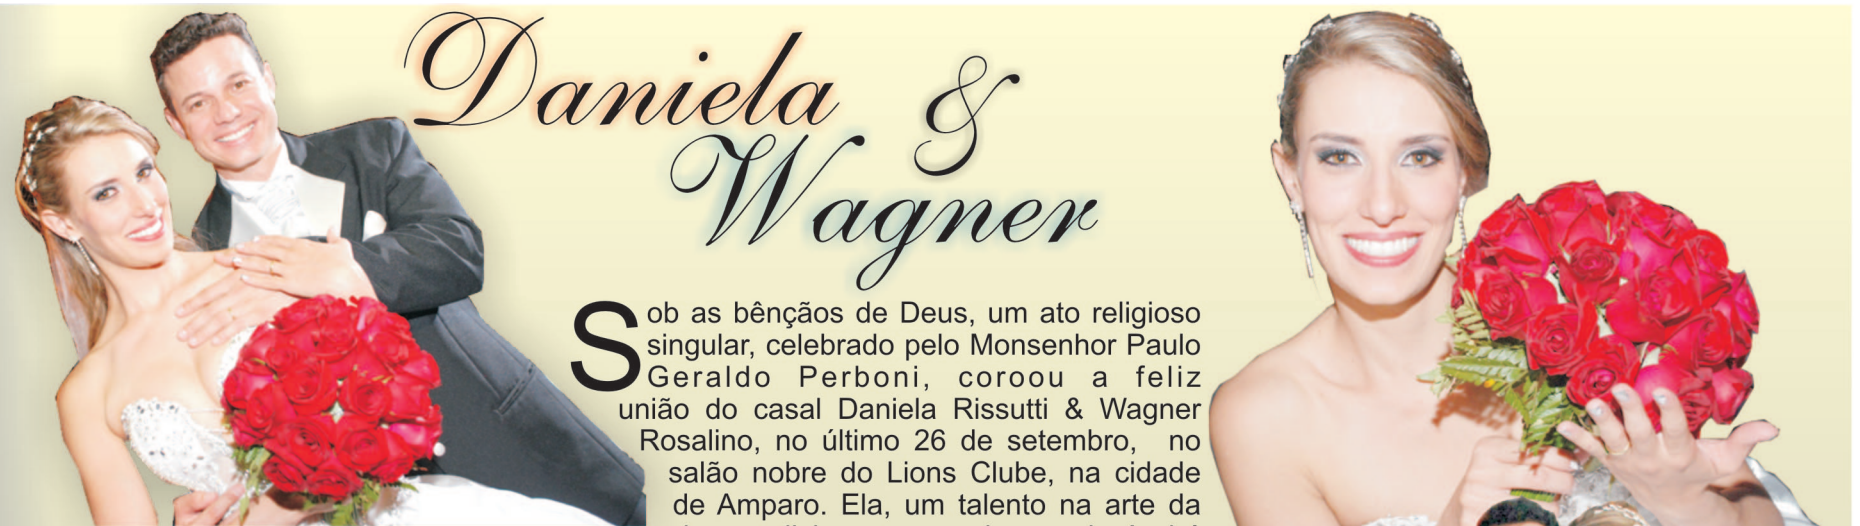 Daniela &
Wagner
Sob as bênçãos de Deus, um ato religioso
singular, celebrado pelo Monsenhor Paulo
Geraldo Perboni, coroou a feliz
união do casal Daniela Rissutti & Wagner
Rosalino, no último 26 de setembro, no
salão nobre do Lions Clube, na cidade
de Amparo. Ela, um talento na arte da